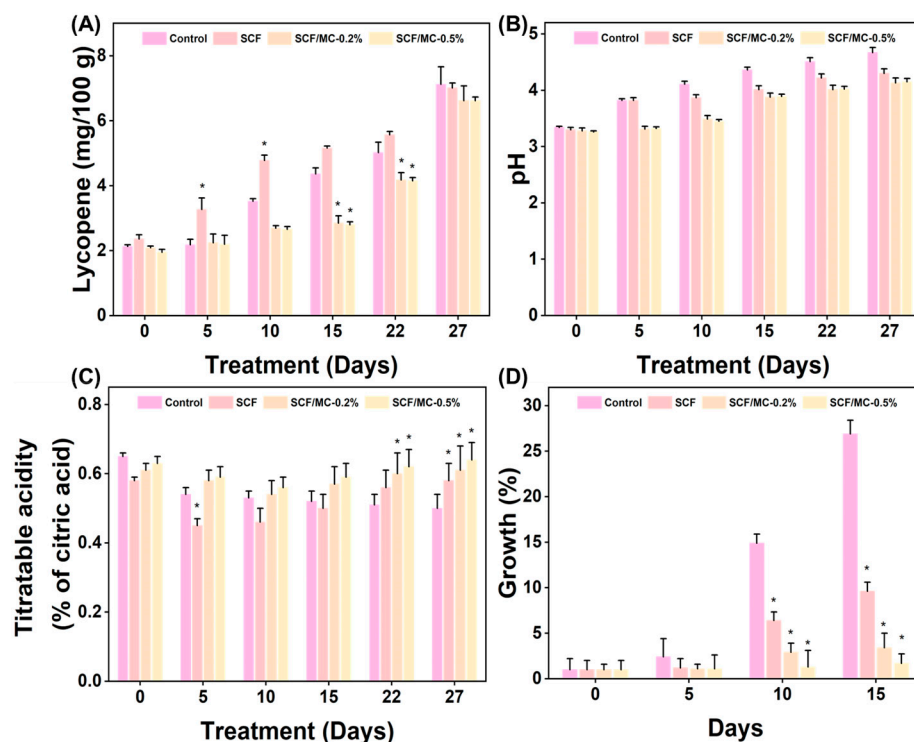 (A)
Control SCF SCF/MC-0.2% SCF/MC-0.5%
Lycopene (mg/100 g)
8
6
4
2
0
* * * * * *
0 5 10 15 22 27
Treatment (Days)
(B)
Control SCF SCF/MC-0.2% SCF/MC-0.5%
pH
5
4
3
2
1
0
0 5 10 15 22 27
Treatment (Days)
(C)
Control SCF SCF/MC-0.2% SCF/MC-0.5%
Titratable acidity
(% of citric acid)
0.8
0.6
0.4
0.2
0.0
* * * * * *
0 5 10 15 22 27
Treatment (Days)
(D)
Control SCF SCF/MC-0.2% SCF/MC-0.5%
Growth (%)
30
25
20
15
10
5
0
* * * * * *
0 5 10 15
Days